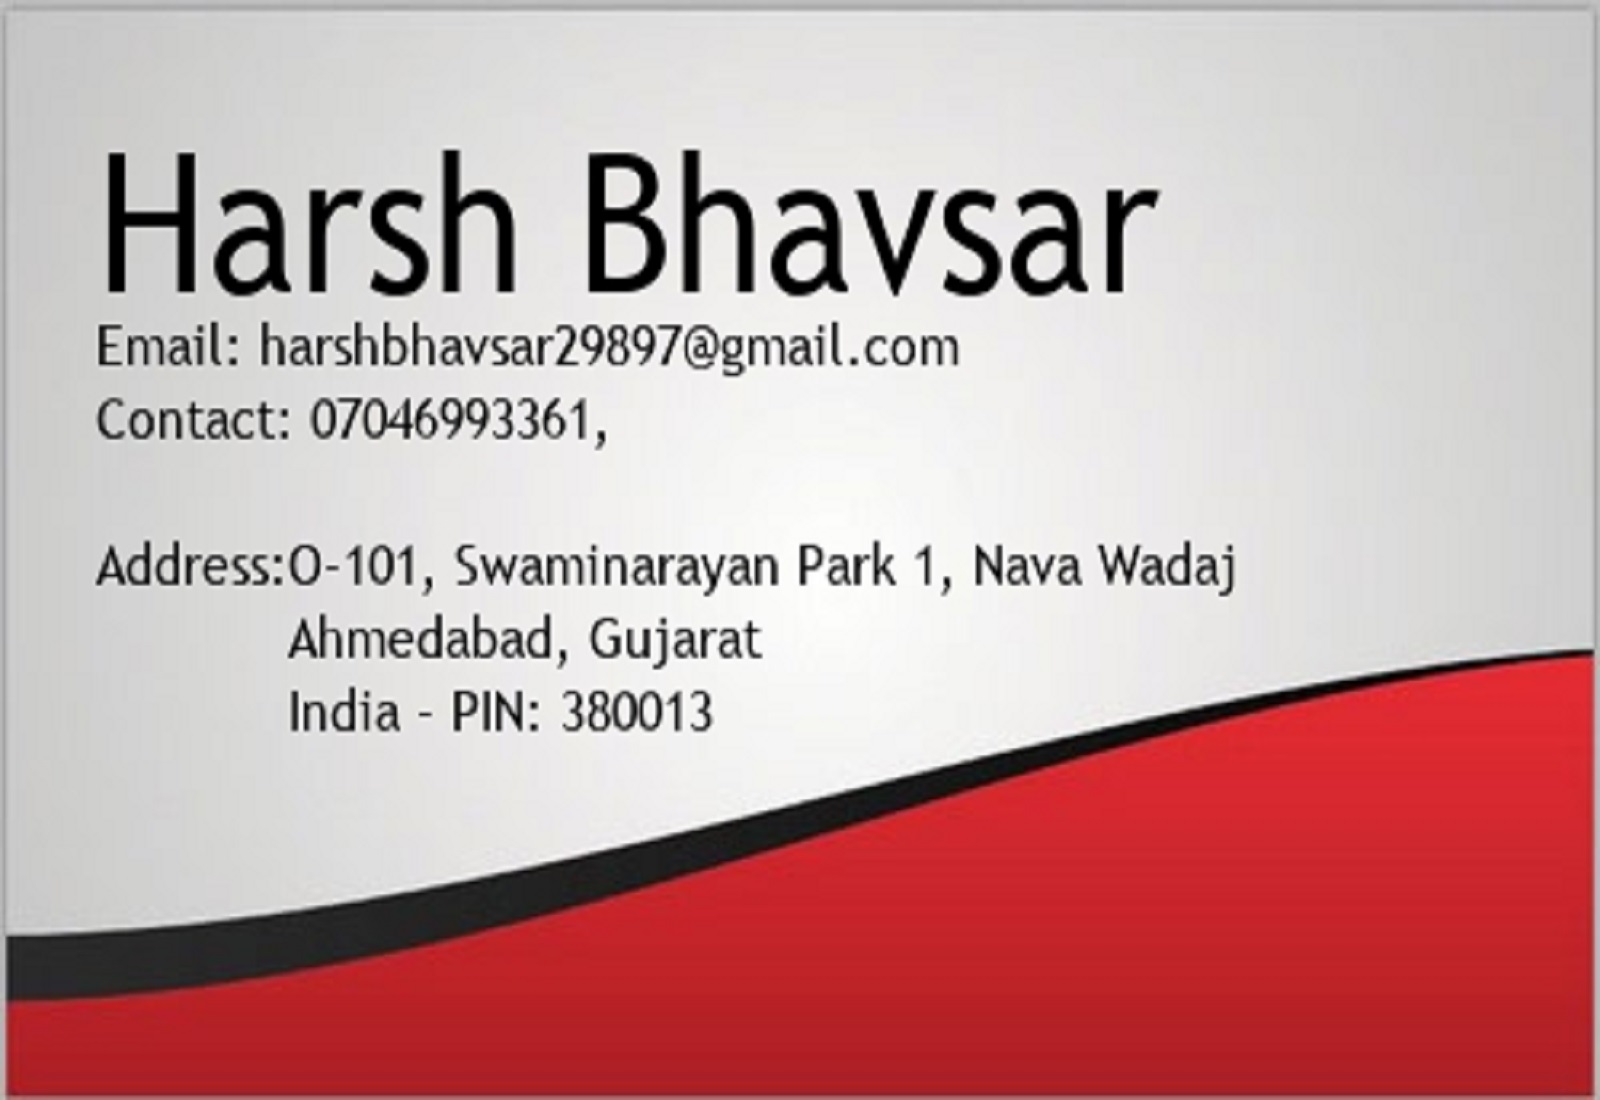 Harsh Bhavsar
Email: harshbhavsar29897@gmail.com
Contact: 07046993361,
Address:O-101, Swaminarayan Park 1, Nava Wadaj
Ahmedabad, Gujarat
India - PIN: 380013